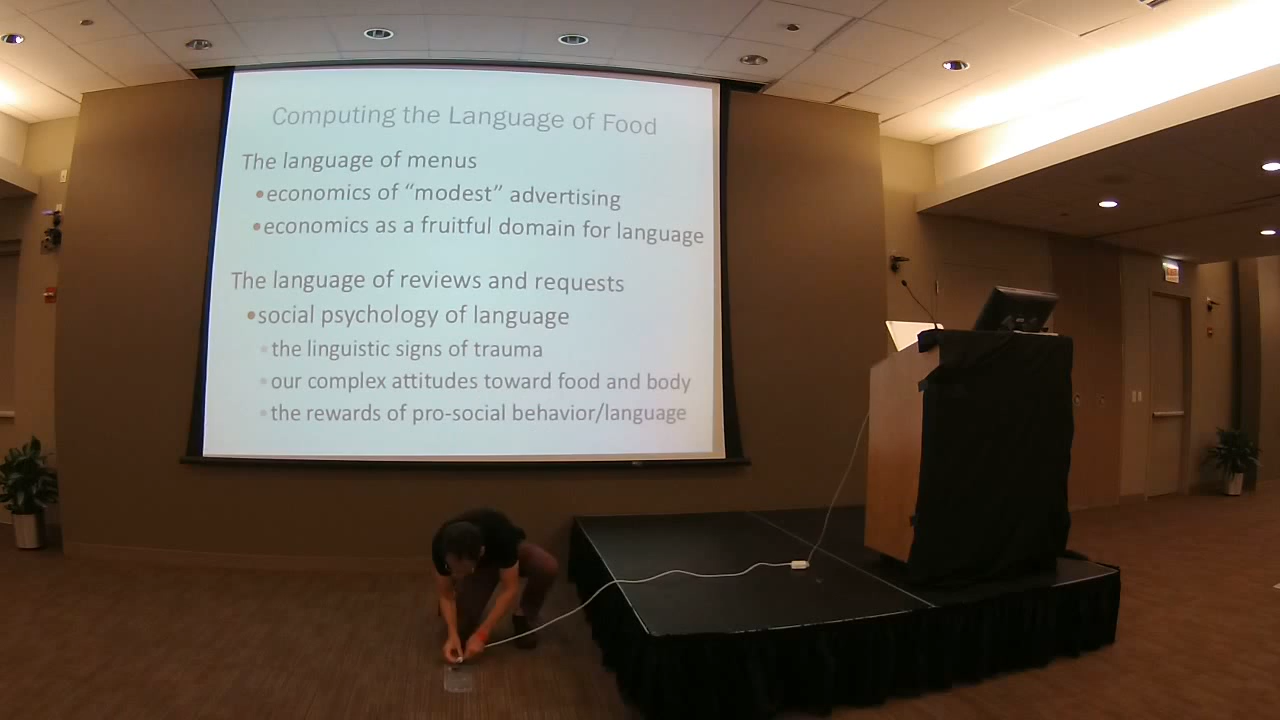 Computing the Language of Food
The language of menus
•economics of “modest” advertising
•economics as a fruitful domain for language
The language of reviews and requests
•social psychology of language
•the linguistic signs of trauma
•our complex attitudes toward food and body
•the rewards of pro-social behavior/language